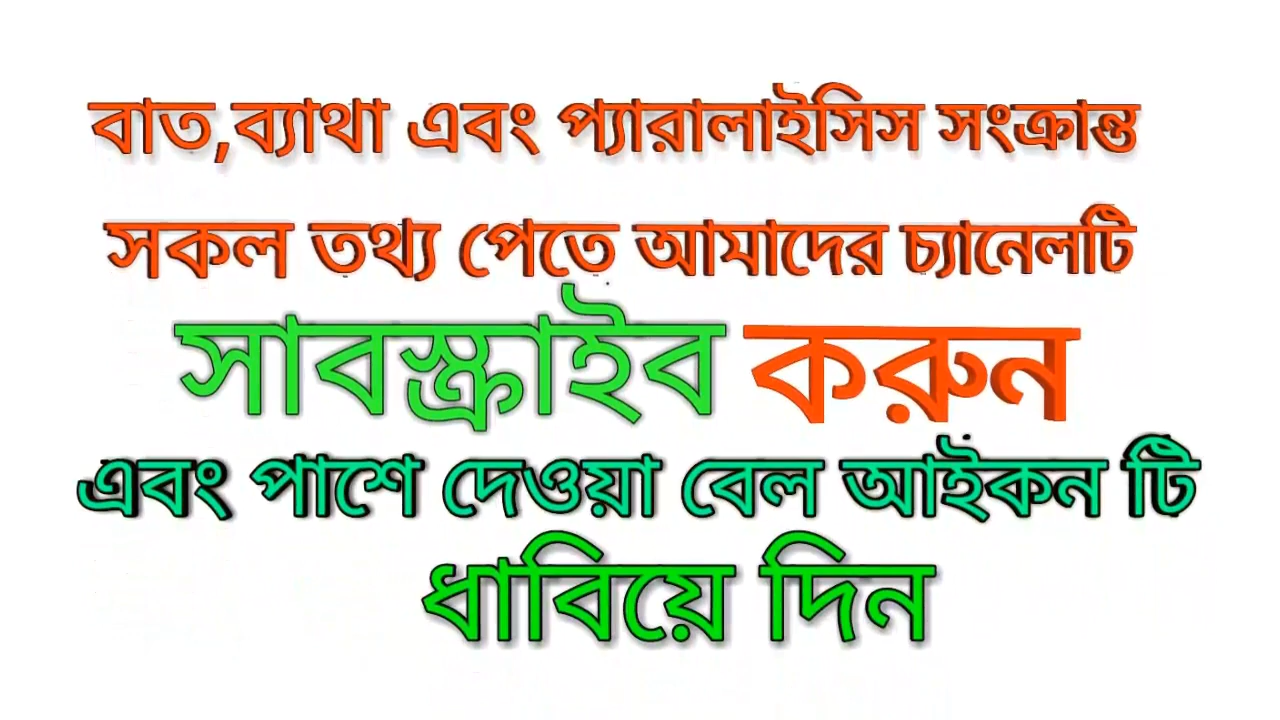 বাত,ব্যাথা এবং প্যারালাইসিস সংক্রান্ত
সকল তথ্য পেতে আমাদের চ্যানেলটি
সাবস্ক্রাইব করুন
এবং পাশে দেওয়া বেল আইকন টি
ধাবিয়ে দিন